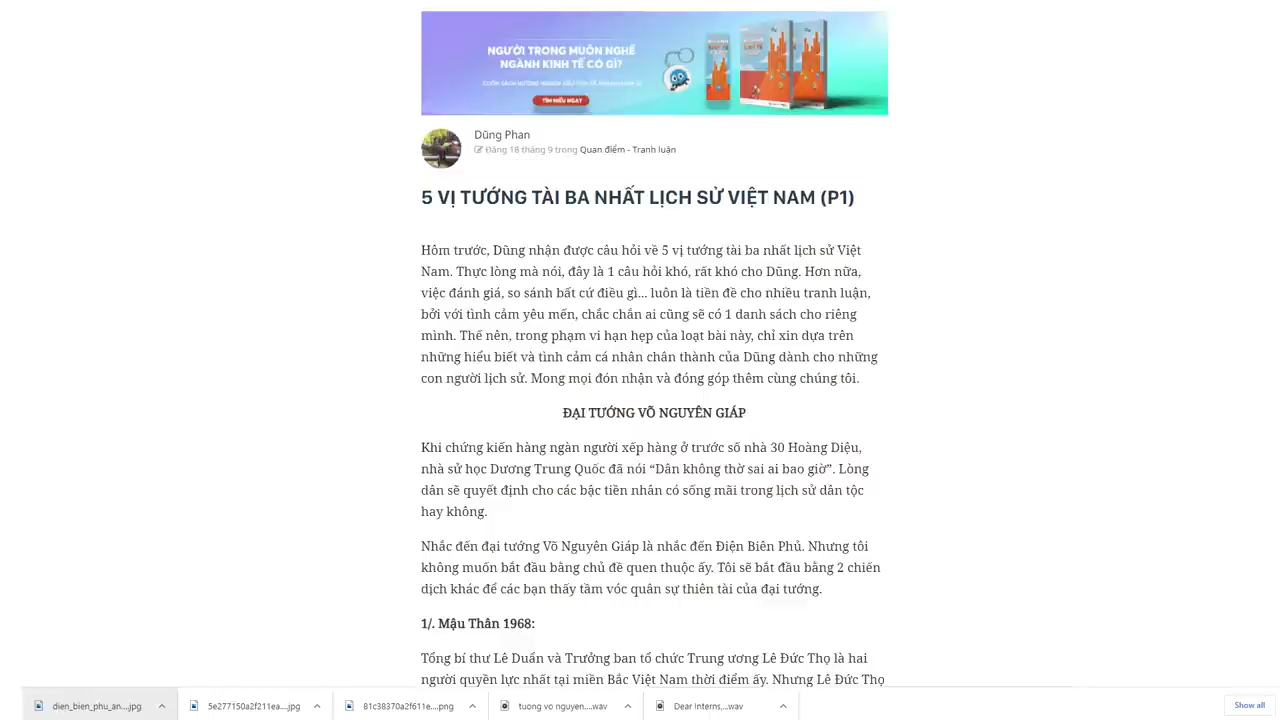 NGƯỜI TRONG MUÔN NGHỀ
NGÀNH KINH TẾ CÓ GÌ?
TÌM HIỂU NGAY
Dũng Phan
Đăng 18 tháng 9 trong Quan điểm - Tranh luận
5 VỊ TƯỚNG TÀI BA NHẤT LỊCH SỬ VIỆT NAM (P1)
Hôm trước, Dũng nhận được câu hỏi về 5 vị tướng tài ba nhất lịch sử Việt
Nam. Thực lòng mà nói, đây là 1 câu hỏi khó, rất khó cho Dũng. Hơn nữa,
việc đánh giá, so sánh bất cứ điều gì... luôn là tiền đề cho nhiều tranh luận,
bởi với tình cảm yêu mến, chắc chắn ai cũng sẽ có 1 danh sách cho riêng
mình. Thế nên, trong phạm vi hạn hẹp của loạt bài này, chỉ xin dựa trên
những hiểu biết và tình cảm cá nhân chân thành của Dũng dành cho những
con người lịch sử. Mong mọi đón nhận và đóng góp thêm cùng chúng tôi.
ĐẠI TƯỚNG VÕ NGUYÊN GIÁP
Khi chứng kiến hàng ngàn người xếp hàng ở trước số nhà 30 Hoàng Diệu,
nhà sử học Dương Trung Quốc đã nói “Dân không thờ sai ai bao giờ”. Lòng
dân sẽ quyết định cho các bậc tiền nhân có sống mãi trong lịch sử dân tộc
hay không.
Nhắc đến đại tướng Võ Nguyên Giáp là nhắc đến Điện Biên Phủ. Nhưng tôi
không muốn bắt đầu bằng chủ đề quen thuộc ấy. Tôi sẽ bắt đầu bằng 2 chiến
dịch khác để các bạn thấy tầm vóc quân sự thiên tài của đại tướng.
1/. Mậu Thân 1968:
Tổng bí thư Lê Duẩn và Trưởng ban tổ chức Trung ương Lê Đức Thọ là hai
người quyền lực nhất tại miền Bắc Việt Nam thời điểm ấy. Nhưng Lê Đức Thọ
dien_bien_phu_an....jpg
5e277150a2f211ea....jpg
81c38370a2f611e....png
tuong vo nguyen....wav
Dear Interns,...wav
Show all